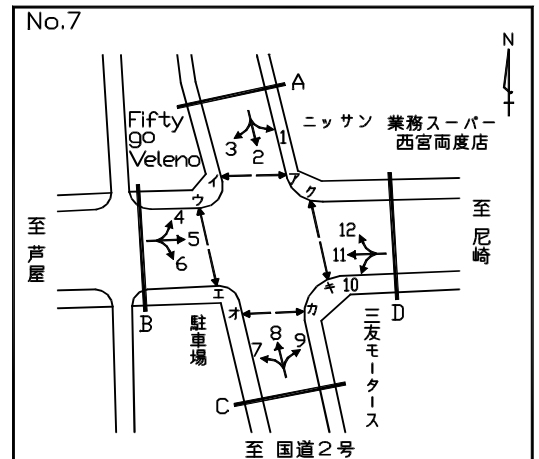 No.7
N
A
Fifty
go
Veleno
ニッサン
業務スーパー
西宮両度店
1
2
3
イ
ア
ク
ウ
至 芦屋
4
5
6
12
11
10
至 尼崎
エ
オ
カ
キ
B
D
駐車場
7
8
9
三友モータース
C
至 国道2号